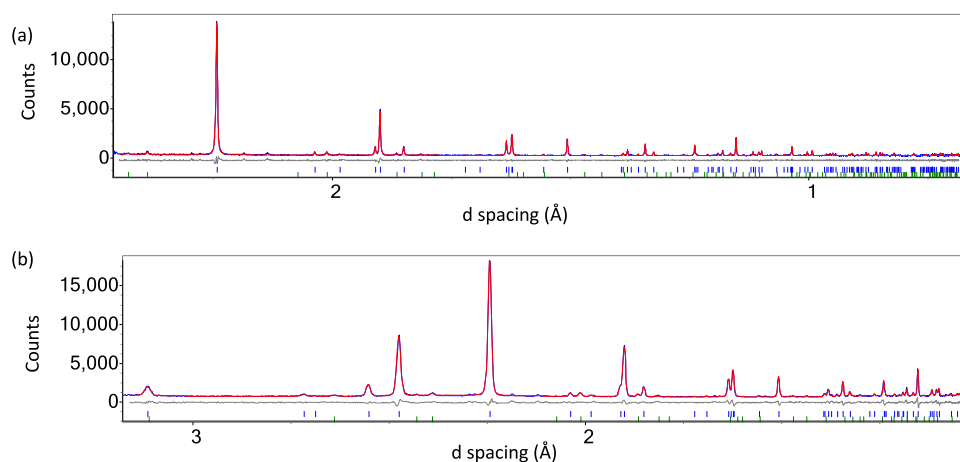 (a)
Counts
10,000
5,000
0
2
1
d spacing (Å)
(b)
Counts
15,000
10,000
5,000
0
3
2
d spacing (Å)